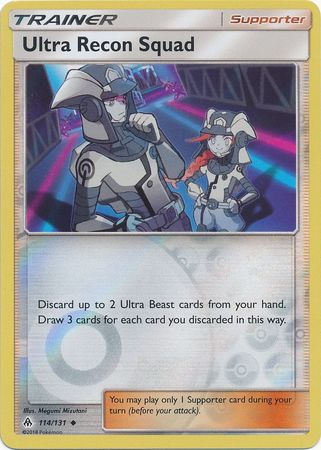 TRAINER
Supporter
Ultra Recon Squad
Discard up to 2 Ultra Beast cards from your hand.
Draw 3 cards for each card you discarded in this way.
Illus. Megumi Mizutani
114/131
©2018 Pokémon
You may play only 1 Supporter card during your
turn (before your attack).